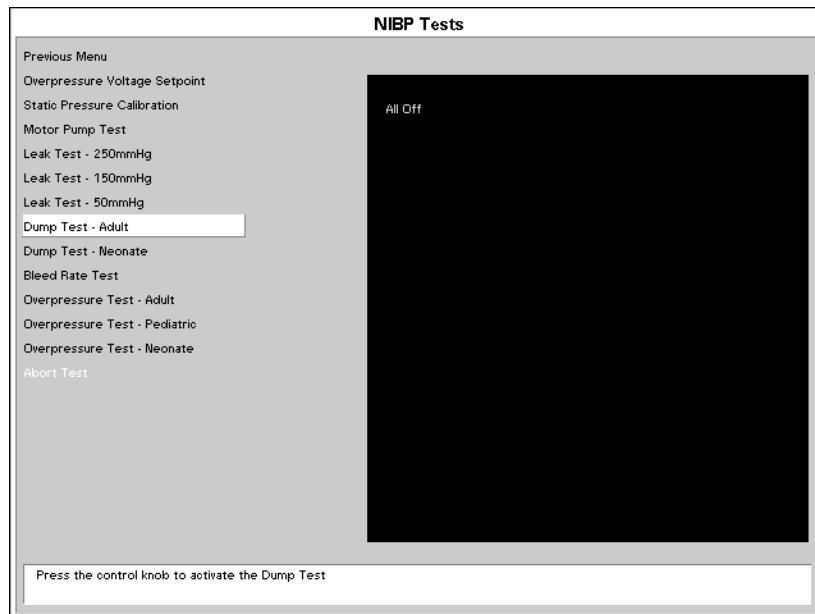 NIBP Tests
Previous Menu
Overpressure Voltage Setpoint
Static Pressure Calibration
Motor Pump Test
Leak Test - 250mmHg
Leak Test - 150mmHg
Leak Test - 50mmHg
Dump Test - Adult
Dump Test - Neonate
Bleed Rate Test
Overpressure Test - Adult
Overpressure Test - Pediatric
Overpressure Test - Neonate
Abort Test
All Off
Press the control knob to activate the Dump Test